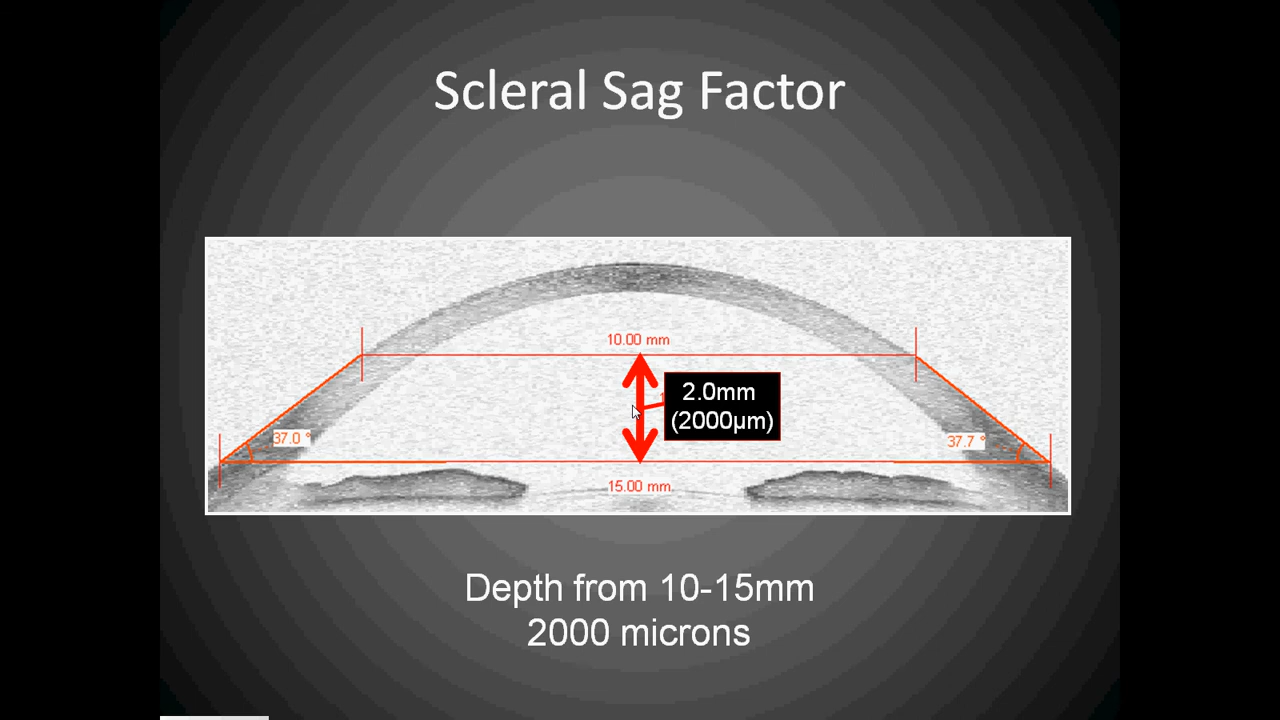 Scleral Sag Factor
10.00 mm
2.0mm
(2000µm)
37.0 °
37.7 °
15.00 mm.
Depth from 10-15mm
2000 microns